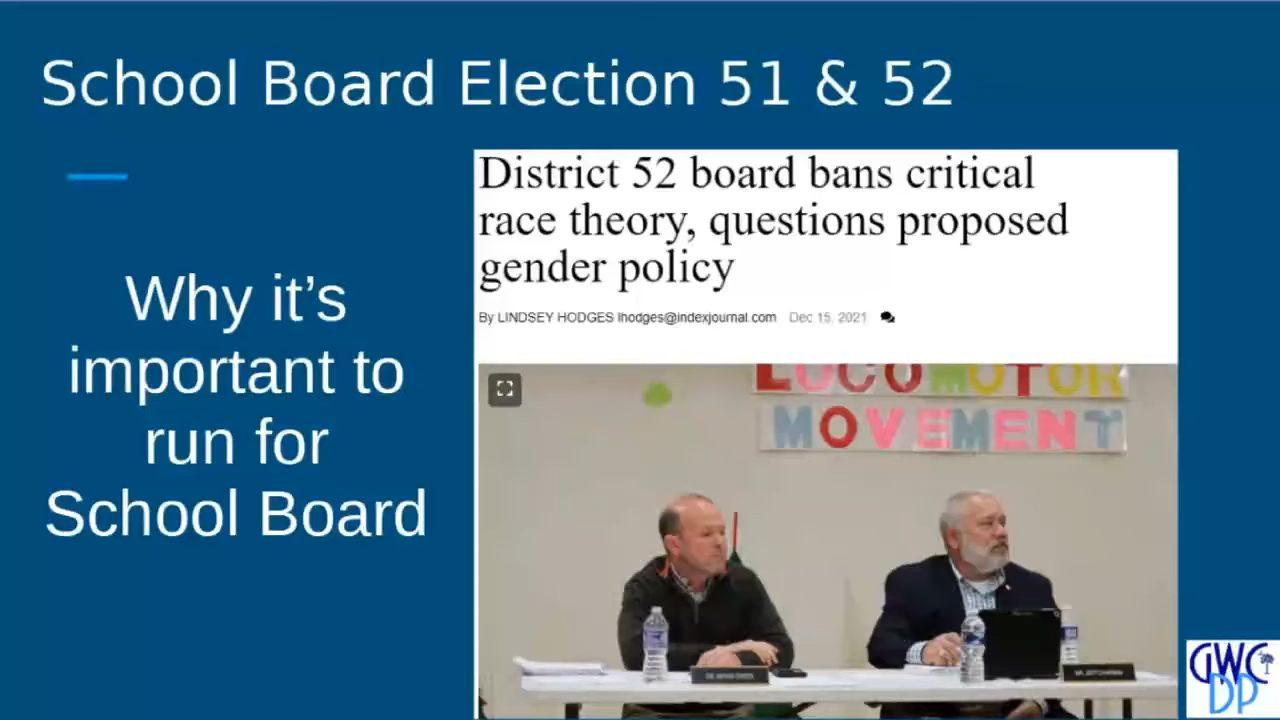 School Board Election 51 & 52
District 52 board bans critical
race theory, questions proposed
gender policy
By LINDSEY HODGES lhodges@indexjournal.com Dec 15, 2021
Why it’s
important to
run for
School Board
LOCOMOTOR
MOVEMENT
GWC
DP